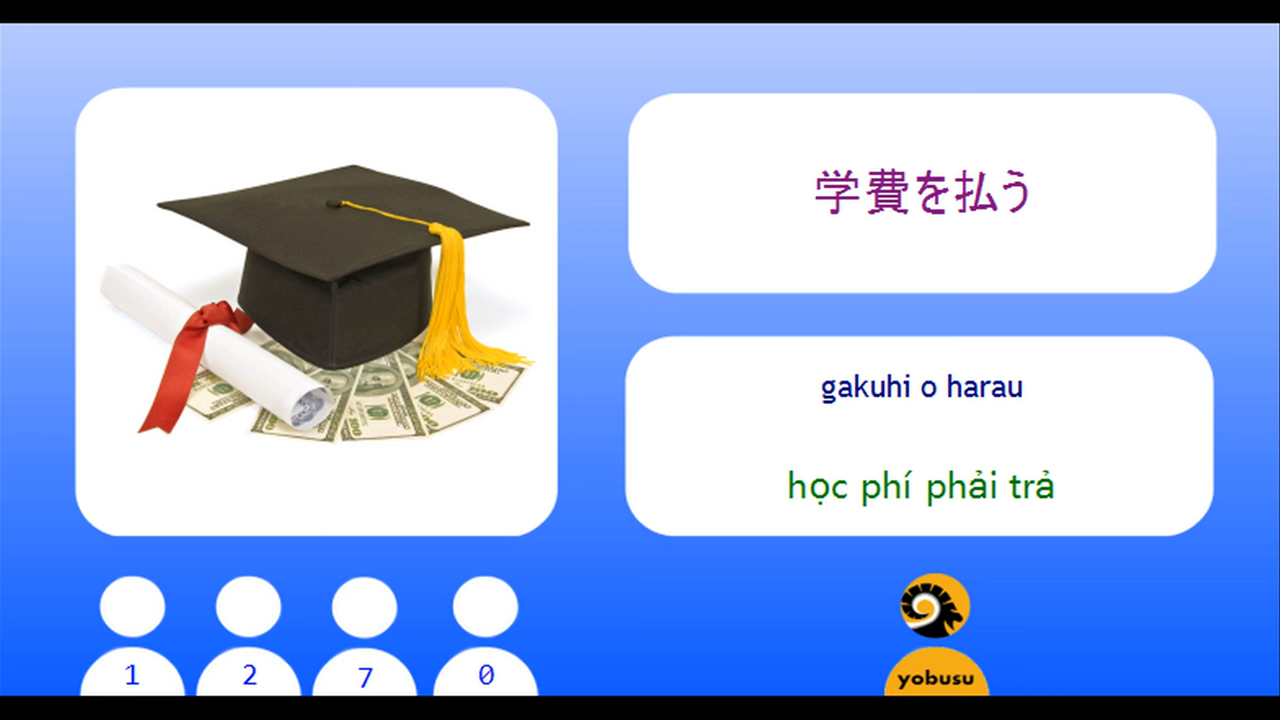 学費を払う
gakuhi o harau
học phí phải trả
1 2 7 0
yobusu